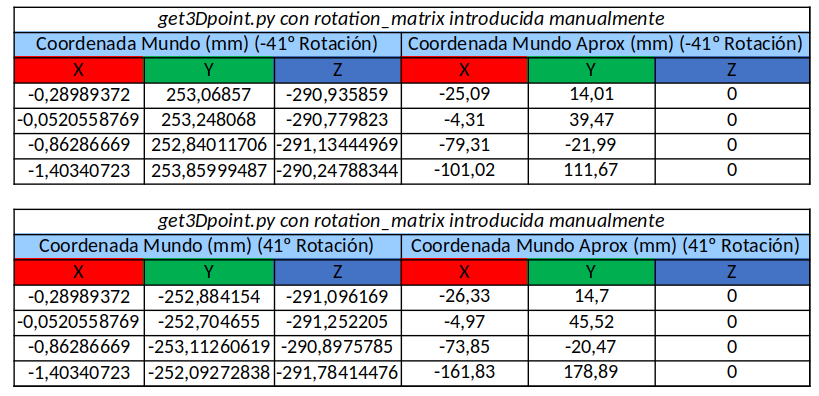 get3Dpoint.py con rotation_matrix introducida manualmente
Coordenada Mundo (mm) (-41º Rotación) Coordenada Mundo Aprox (mm) (-41º Rotación)
X Y Z X Y Z
-0,28989372 253,06857 -290,935859 -25,09 14,01 0
-0,0520558769 253,248068 -290,779823 -4,31 39,47 0
-0,86286669 252,84011706 -291,13444969 -79,31 -21,99 0
-1,40340723 253,85999487 -290,24788344 -101,02 111,67 0
get3Dpoint.py con rotation_matrix introducida manualmente
Coordenada Mundo (mm) (41º Rotación) Coordenada Mundo Aprox (mm) (41º Rotación)
X Y Z X Y Z
-0,28989372 -252,884154 -291,096169 -26,33 14,7 0
-0,0520558769 -252,704655 -291,252205 -4,97 45,52 0
-0,86286669 -253,11260619 -290,8975785 -73,85 -20,47 0
-1,40340723 -252,09272838 -291,78414476 -161,83 178,89 0